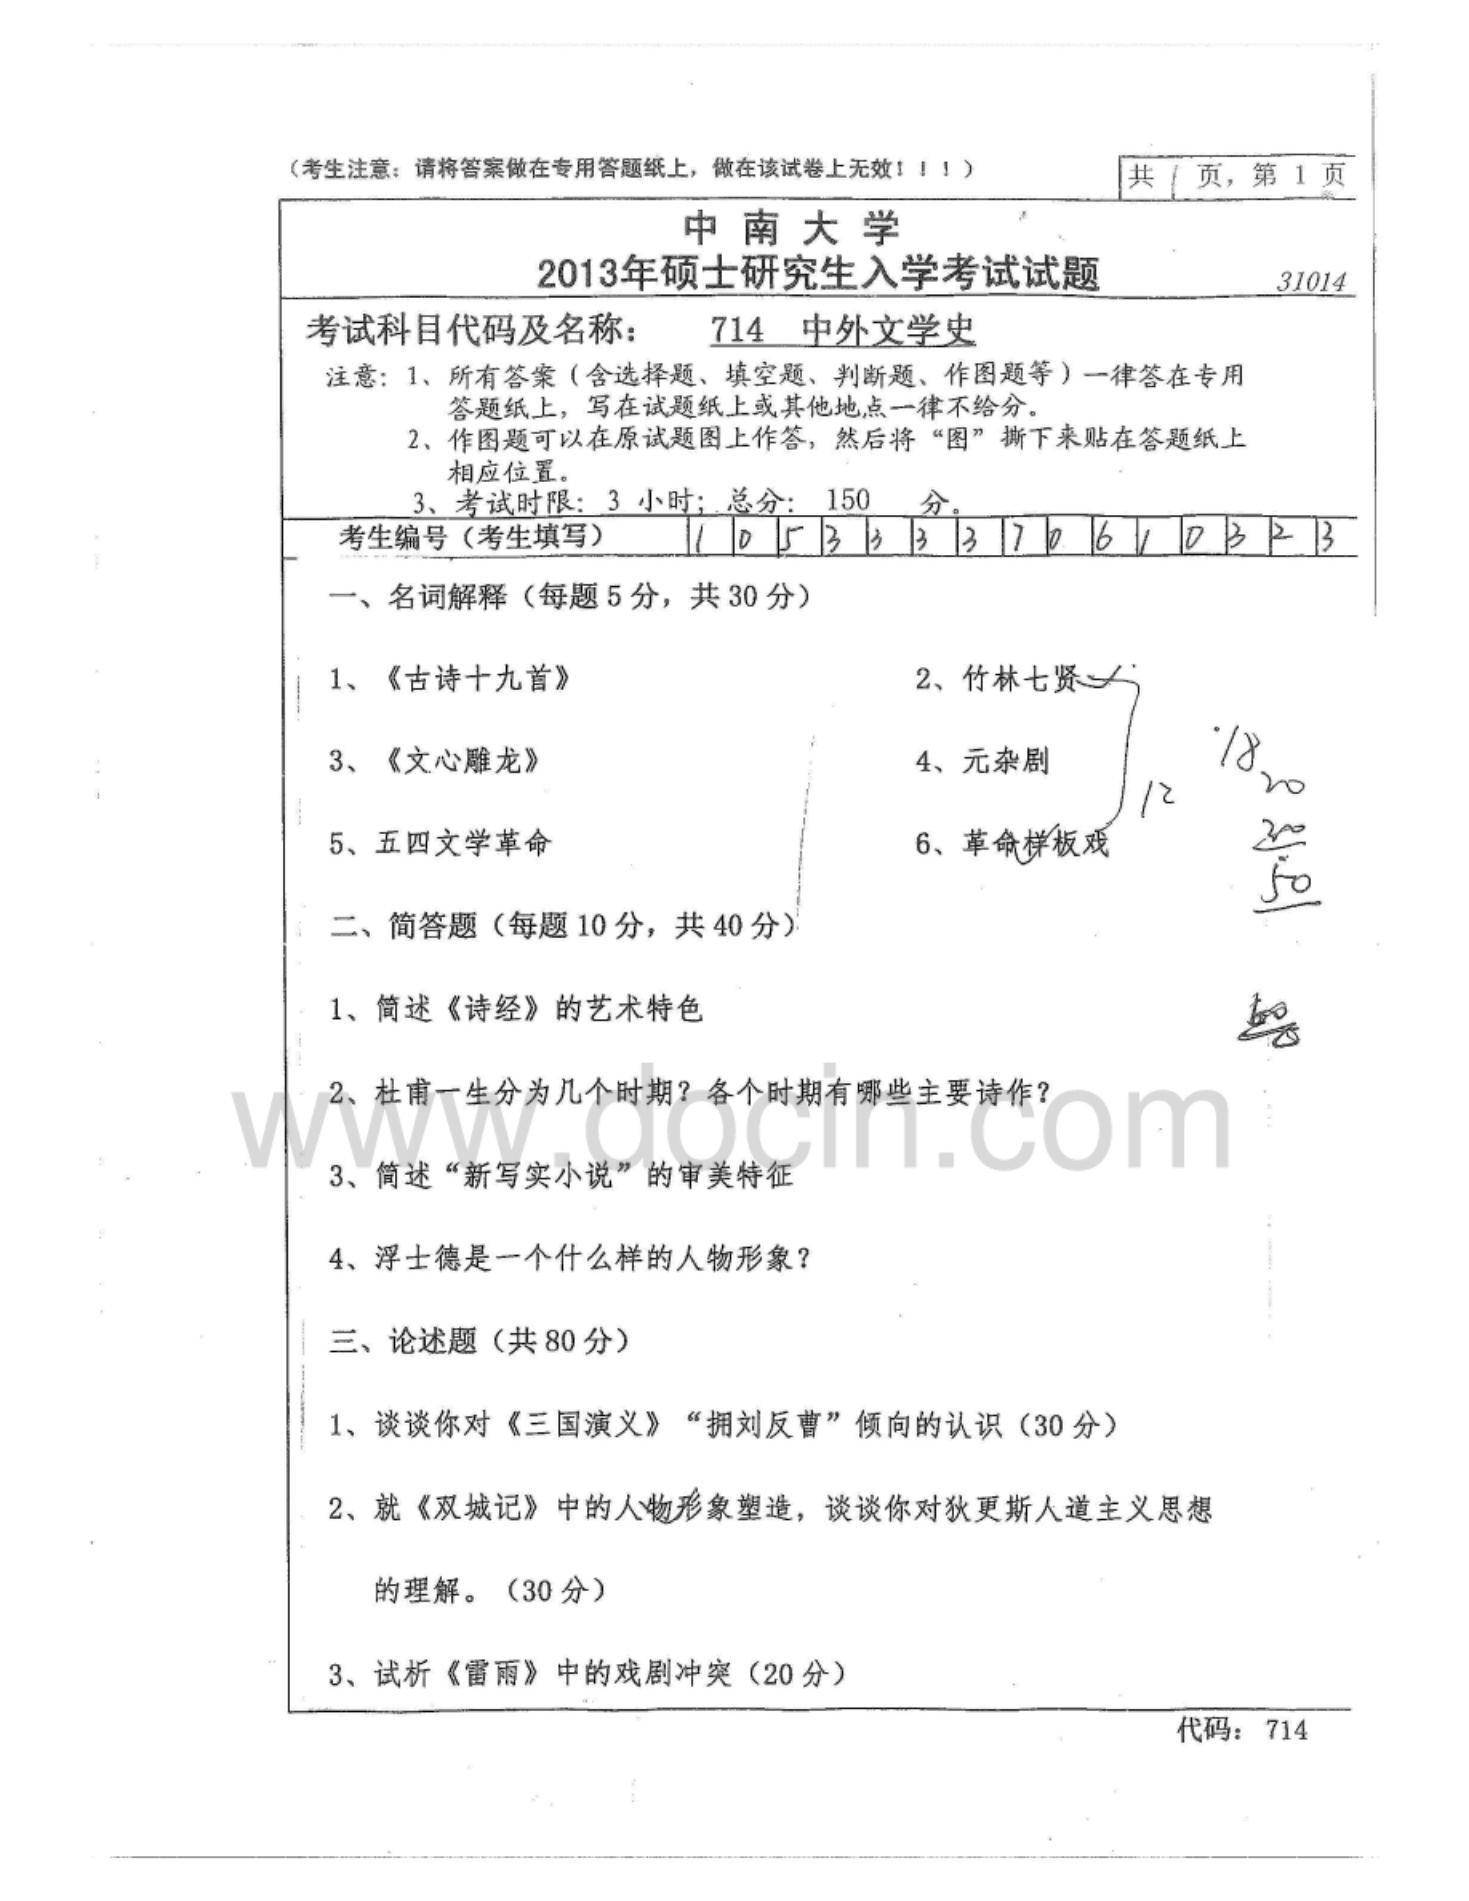 （考生注意：请将答案做在专用答题纸上，做在该试卷上无效！！！）
共 1 页，第 1 页
中 南 大 学
2013年硕士研究生入学考试试题
31014
考试科目代码及名称： 714 中外文学史
注意：1、所有答案（含选择题、填空题、判断题、作图题等）一律答在专用
答题纸上，写在试题纸上或其他地点一律不给分。
2、作图题可以在原试题图上作答，然后将“图”撕下来贴在答题纸上
相应位置。
3、考试时限：3 小时；总分： 150 分。
考生编号（考生填写） 1 0 5 3 3 3 3 7 0 6 1 0 3 2 3
一、名词解释（每题 5 分，共 30 分）
1、《古诗十九首》 2、竹林七贤
3、《文心雕龙》 4、元杂剧
18
20
12
5、五四文学革命 6、革命样板戏
20
50
二、简答题（每题 10 分，共 40 分）
1、简述《诗经》的艺术特色
2、杜甫一生分为几个时期？各个时期有哪些主要诗作？
www.docin.com
3、简述“新写实小说”的审美特征
4、浮士德是一个什么样的人物形象？
三、论述题（共 80 分）
1、谈谈你对《三国演义》“拥刘反曹”倾向的认识（30 分）
2、就《双城记》中的人物形象塑造，谈谈你对狄更斯人道主义思想
的理解。（30 分）
3、试析《雷雨》中的戏剧冲突（20 分）
代码： 714